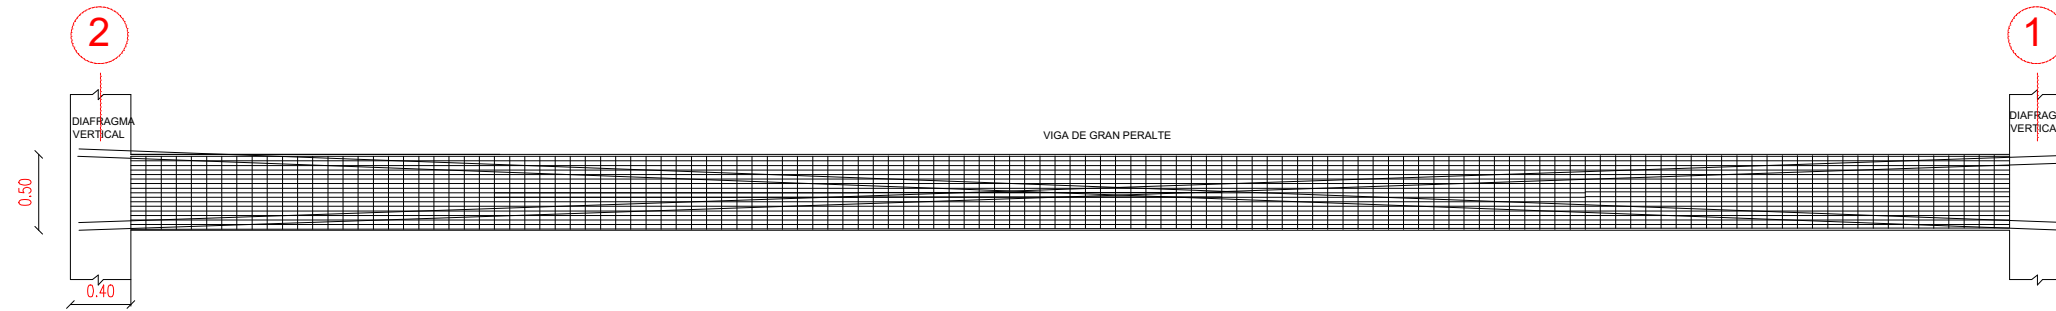 2
1
DIAFRAGMA
VERTICAL
VIGA DE GRAN PERALTE
DIAFRAG
VERTICA
0.50
0.40